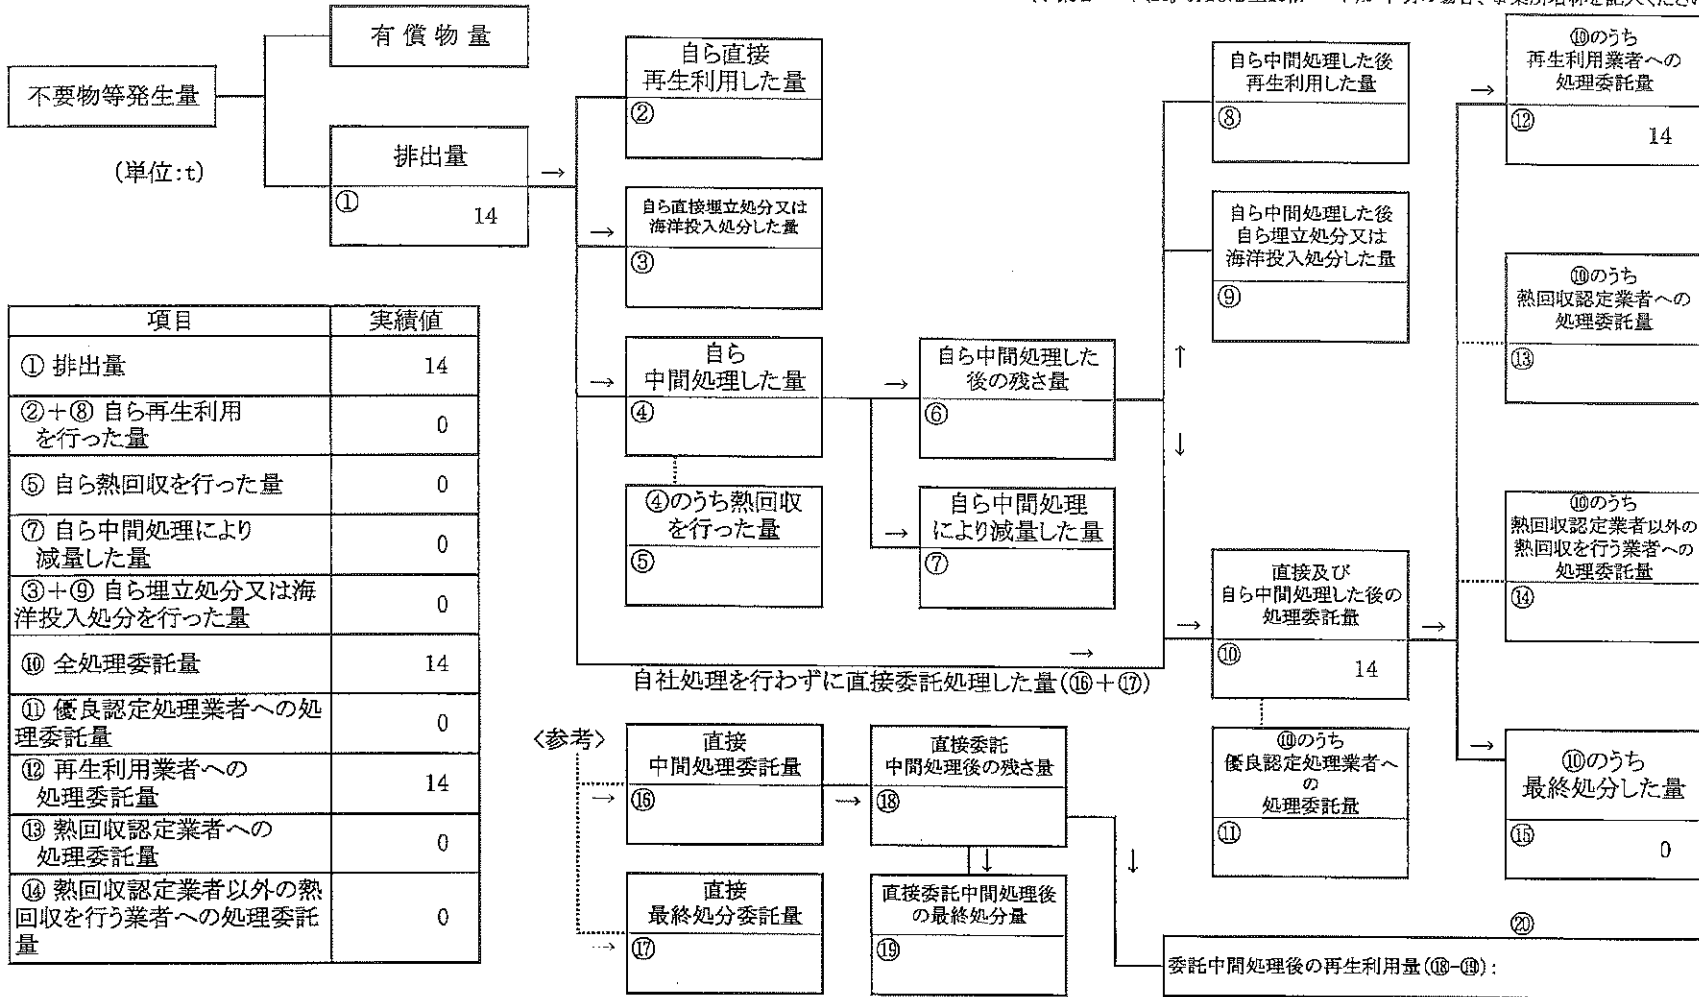 有償物量
不要物等発生量
(単位:t)
排出量
①
14
→
自ら直接
再生利用した量
②
→
自ら直接埋立処分又は
海洋投入処分した量
③
→
自ら
中間処理した量
④
④のうち熱回収
を行った量
⑤
→
自ら中間処理した
後の残さ量
⑥
→
自ら中間処理
により減量した量
⑦
↑
↓
自ら中間処理した後
再生利用した量
⑧
自ら中間処理した後
自ら埋立処分又は
海洋投入処分した量
⑨
→
自社処理を行わずに直接委託処理した量(⑯+⑰)
→
直接及び
自ら中間処理した後の
処理委託量
⑩
14
→
⑩のうち
優良認定処理業者へ
の
処理委託量
⑪
→
⑩のうち
再生利用業者への
処理委託量
⑫
14
⑩のうち
熱回収認定業者への
処理委託量
⑬
⑩のうち
熱回収認定業者以外の
熱回収を行う業者への
処理委託量
⑭
→
⑩のうち
最終処分した量
⑮
0
項目 実績値
① 排出量 14
②+⑧ 自ら再生利用
を行った量 0
⑤ 自ら熱回収を行った量 0
⑦ 自ら中間処理により
減量した量 0
③+⑨ 自ら埋立処分又は海
洋投入処分を行った量 0
⑩ 全処理委託量 14
⑪ 優良認定処理業者への処
理委託量 0
⑫ 再生利用業者への
処理委託量 14
⑬ 熱回収認定業者への
処理委託量 0
⑭ 熱回収認定業者以外の熱
回収を行う業者への処理委託
量 0
〈参考〉
→
直接
中間処理委託量
⑯
→
直接
最終処分委託量
⑰
→
直接委託
中間処理後の残さ量
⑱
↓
直接委託中間処理後
の最終処分量
⑲
↓
⑳
委託中間処理後の再生利用量(⑱-⑲):